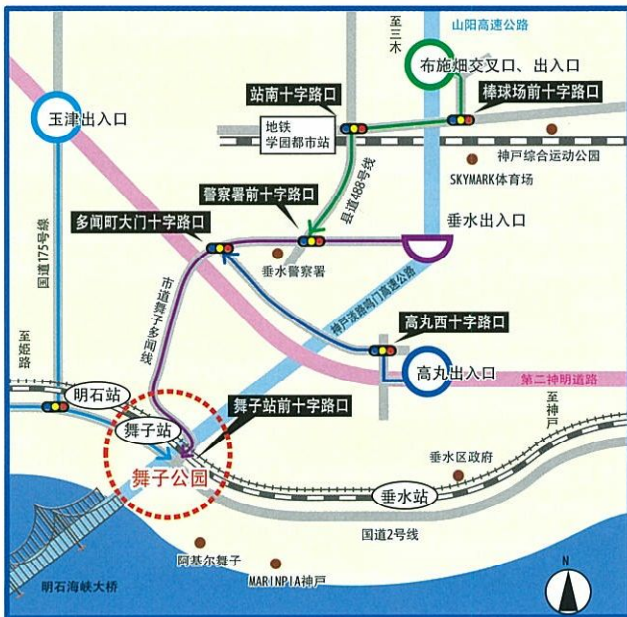 至三木
山阳高速公路
布施畑交叉口、出入口
站南十字路口
棒球场前十字路口
玉津出入口
地铁
学园都市站
神戸综合运动公园
SKYMARK体育场
县道488号线
警察署前十字路口
多闻町大门十字路口
垂水出入口
国道175号線
垂水警察署
市道舞子多闻线
神戸淡路鸣门高速公路
高丸西十字路口
至姫路
高丸出入口
第二神明道路
明石站
舞子站前十字路口
至神戸
舞子站
舞子公园
垂水区政府
垂水站
国道2号线
阿基尔舞子
MARINPIA神戸
明石海峡大桥
N